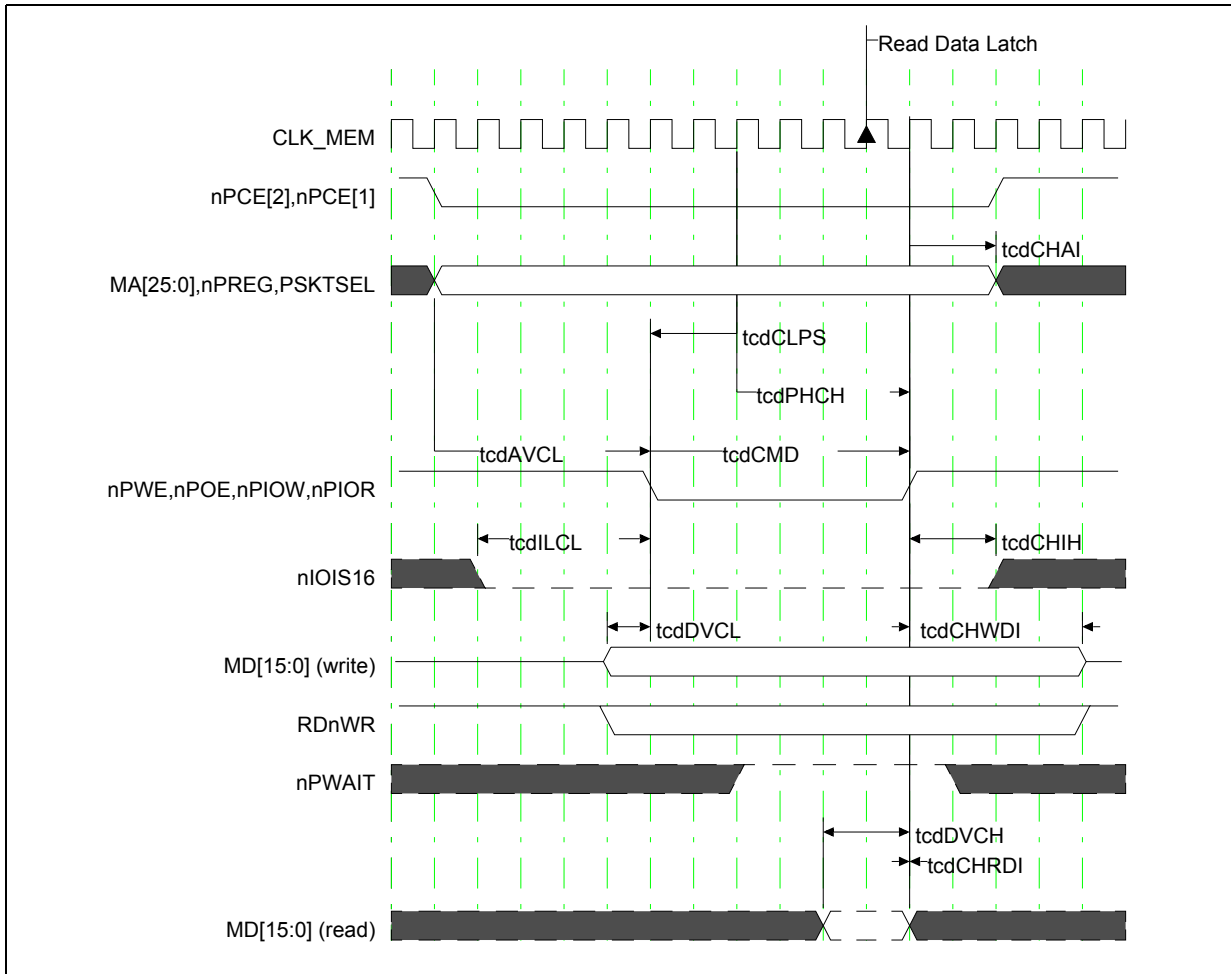 Read Data Latch
CLK_MEM
nPCE[2],nPCE[1]
tcdCHAI
MA[25:0],nPREG,PSKTSEL
tcdCLPS
tcdPHCH
tcdAVCL
tcdCMD
nPWE,nPOE,nPIOW,nPIOR
tcdILCL
tcdCHIH
nIOIS16
tcdDVCL
tcdCHWDI
MD[15:0] (write)
RDnWR
nPWAIT
tcdDVCH
tcdCHRDI
MD[15:0] (read)